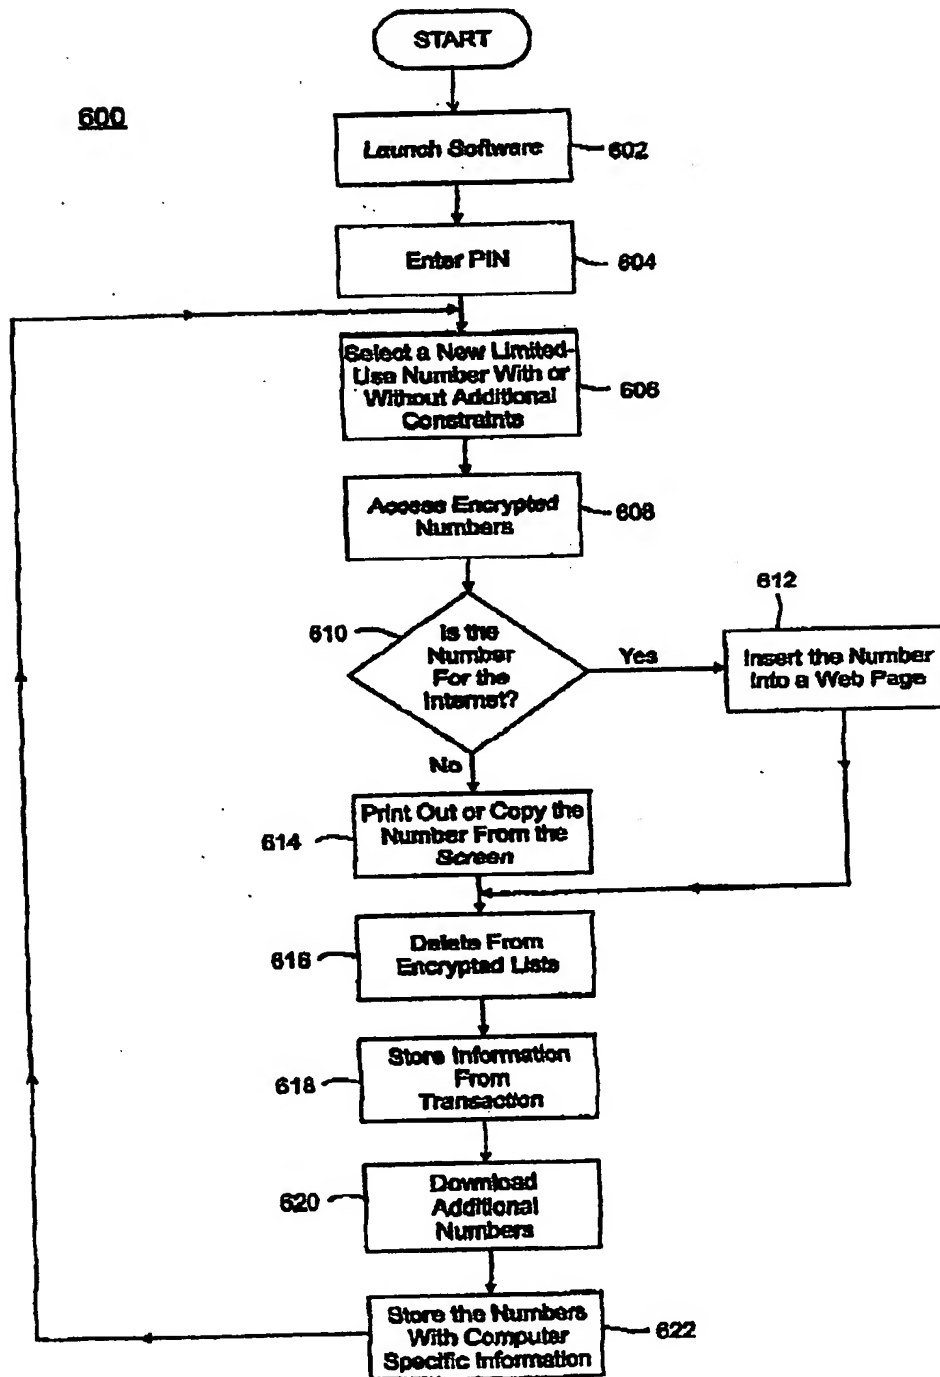 START
600
Launch Software
602
Enter PIN
604
Select a New Limited-
Use Number With or
Without Additional
Constraints
606
Access Encrypted
Numbers
608
612
610
Is the
Number
For the
Internet?
Yes
Insert the Number
Into a Web Page
No
614
Print Out or Copy the
Number From the
Screen
616
Delete From
Encrypted Lists
618
Store Information
From
Transaction
620
Download
Additional
Numbers
Store the Numbers
With Computer
Specific Information
622